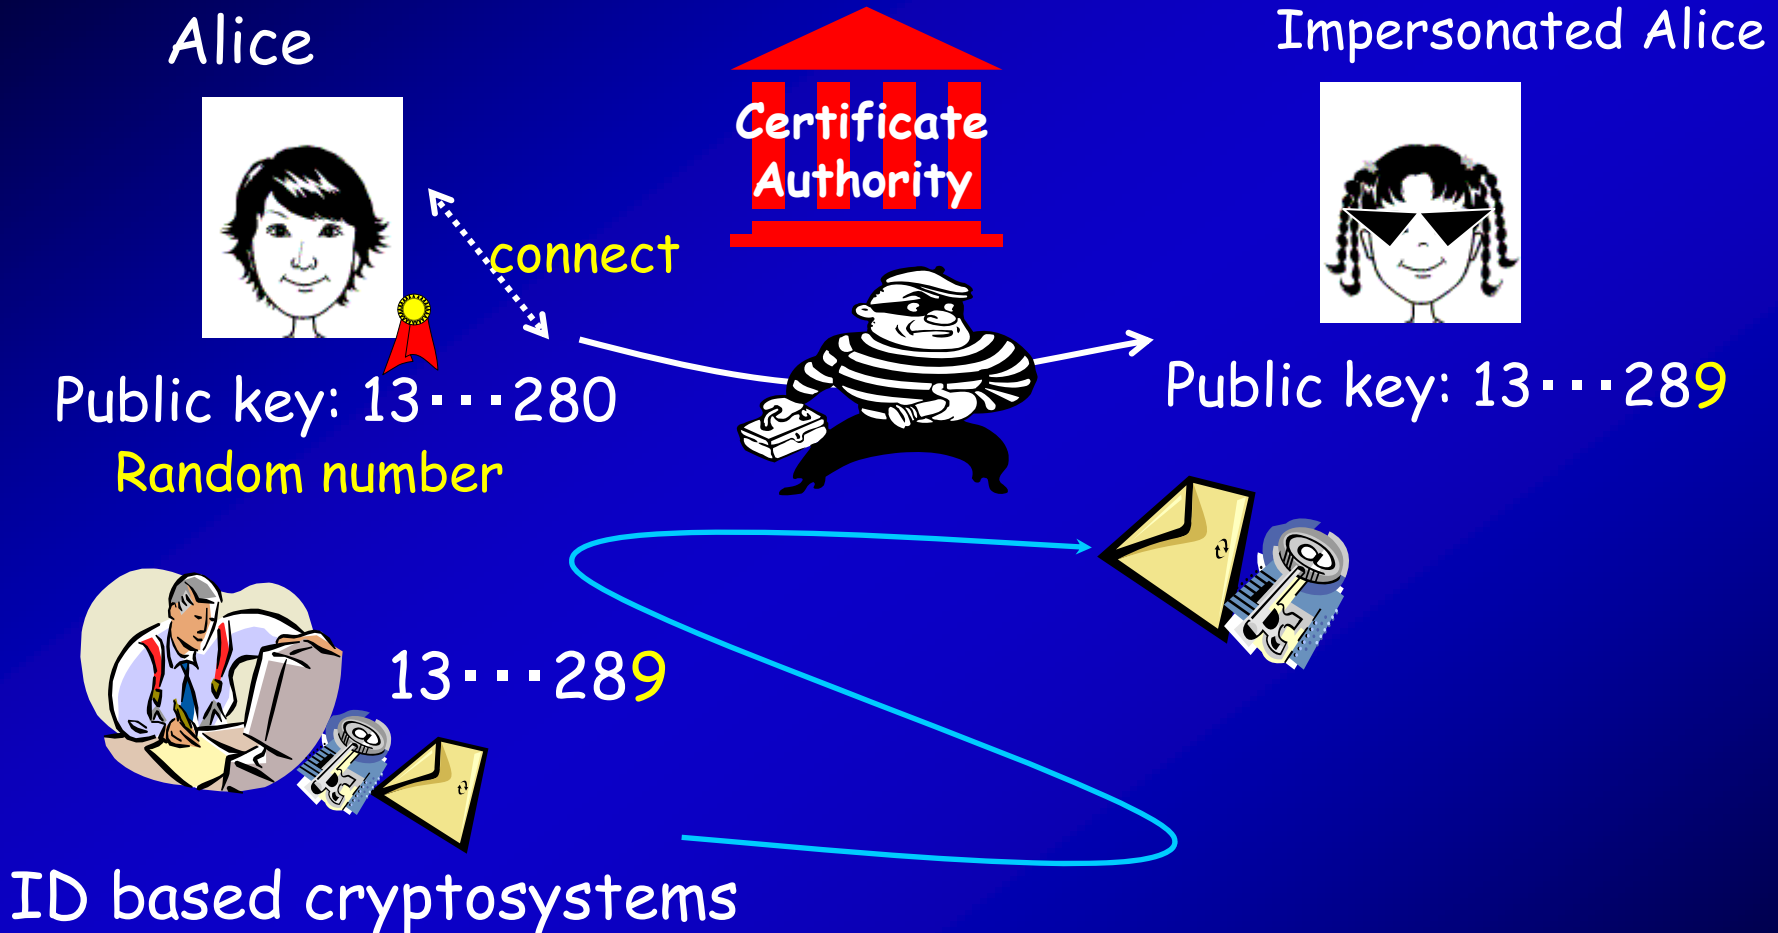 Alice
Impersonated Alice
Certificate
Authority
connect
Public key: 13···280
Public key: 13···289
Random number
13···289
ID based cryptosystems